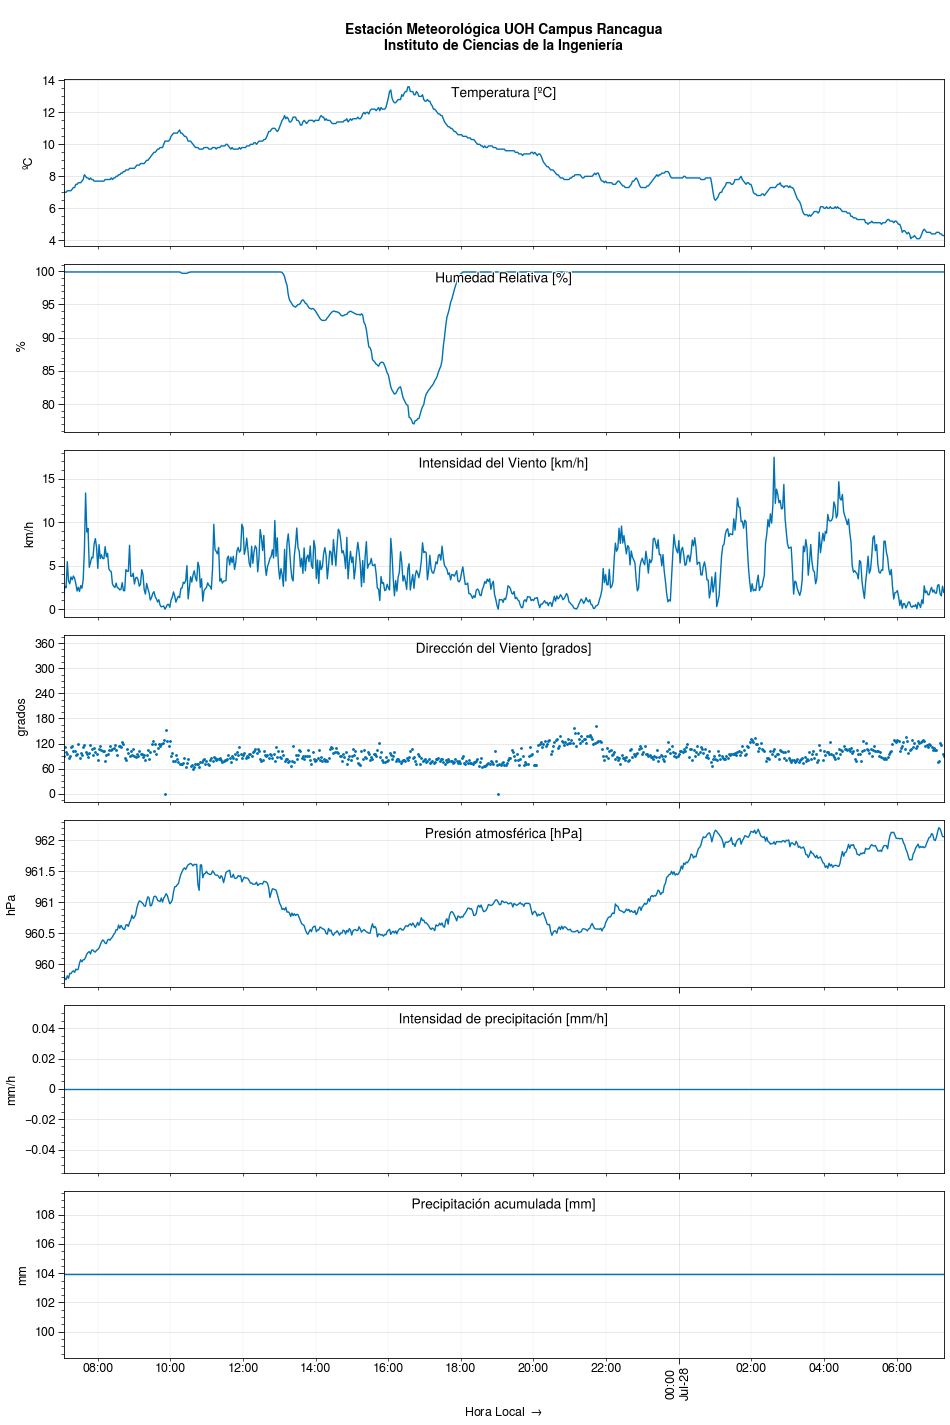 Estación Meteorológica UOH Campus Rancagua
Instituto de Ciencias de la Ingeniería
Temperatura [ºC]
ºC
14
12
10
8
6
4
Humedad Relativa [%]
%
100
95
90
85
80
Intensidad del Viento [km/h]
km/h
15
10
5
0
Dirección del Viento [grados]
grados
360
300
240
180
120
60
0
Presión atmosférica [hPa]
hPa
962
961.5
961
960.5
960
Intensidad de precipitación [mm/h]
mm/h
0.04
0.02
0
−0.02
−0.04
Precipitación acumulada [mm]
mm
108
106
104
102
100
08:00 10:00 12:00 14:00 16:00 18:00 20:00 22:00 00:00 02:00 04:00 06:00
Jul-28
Hora Local →